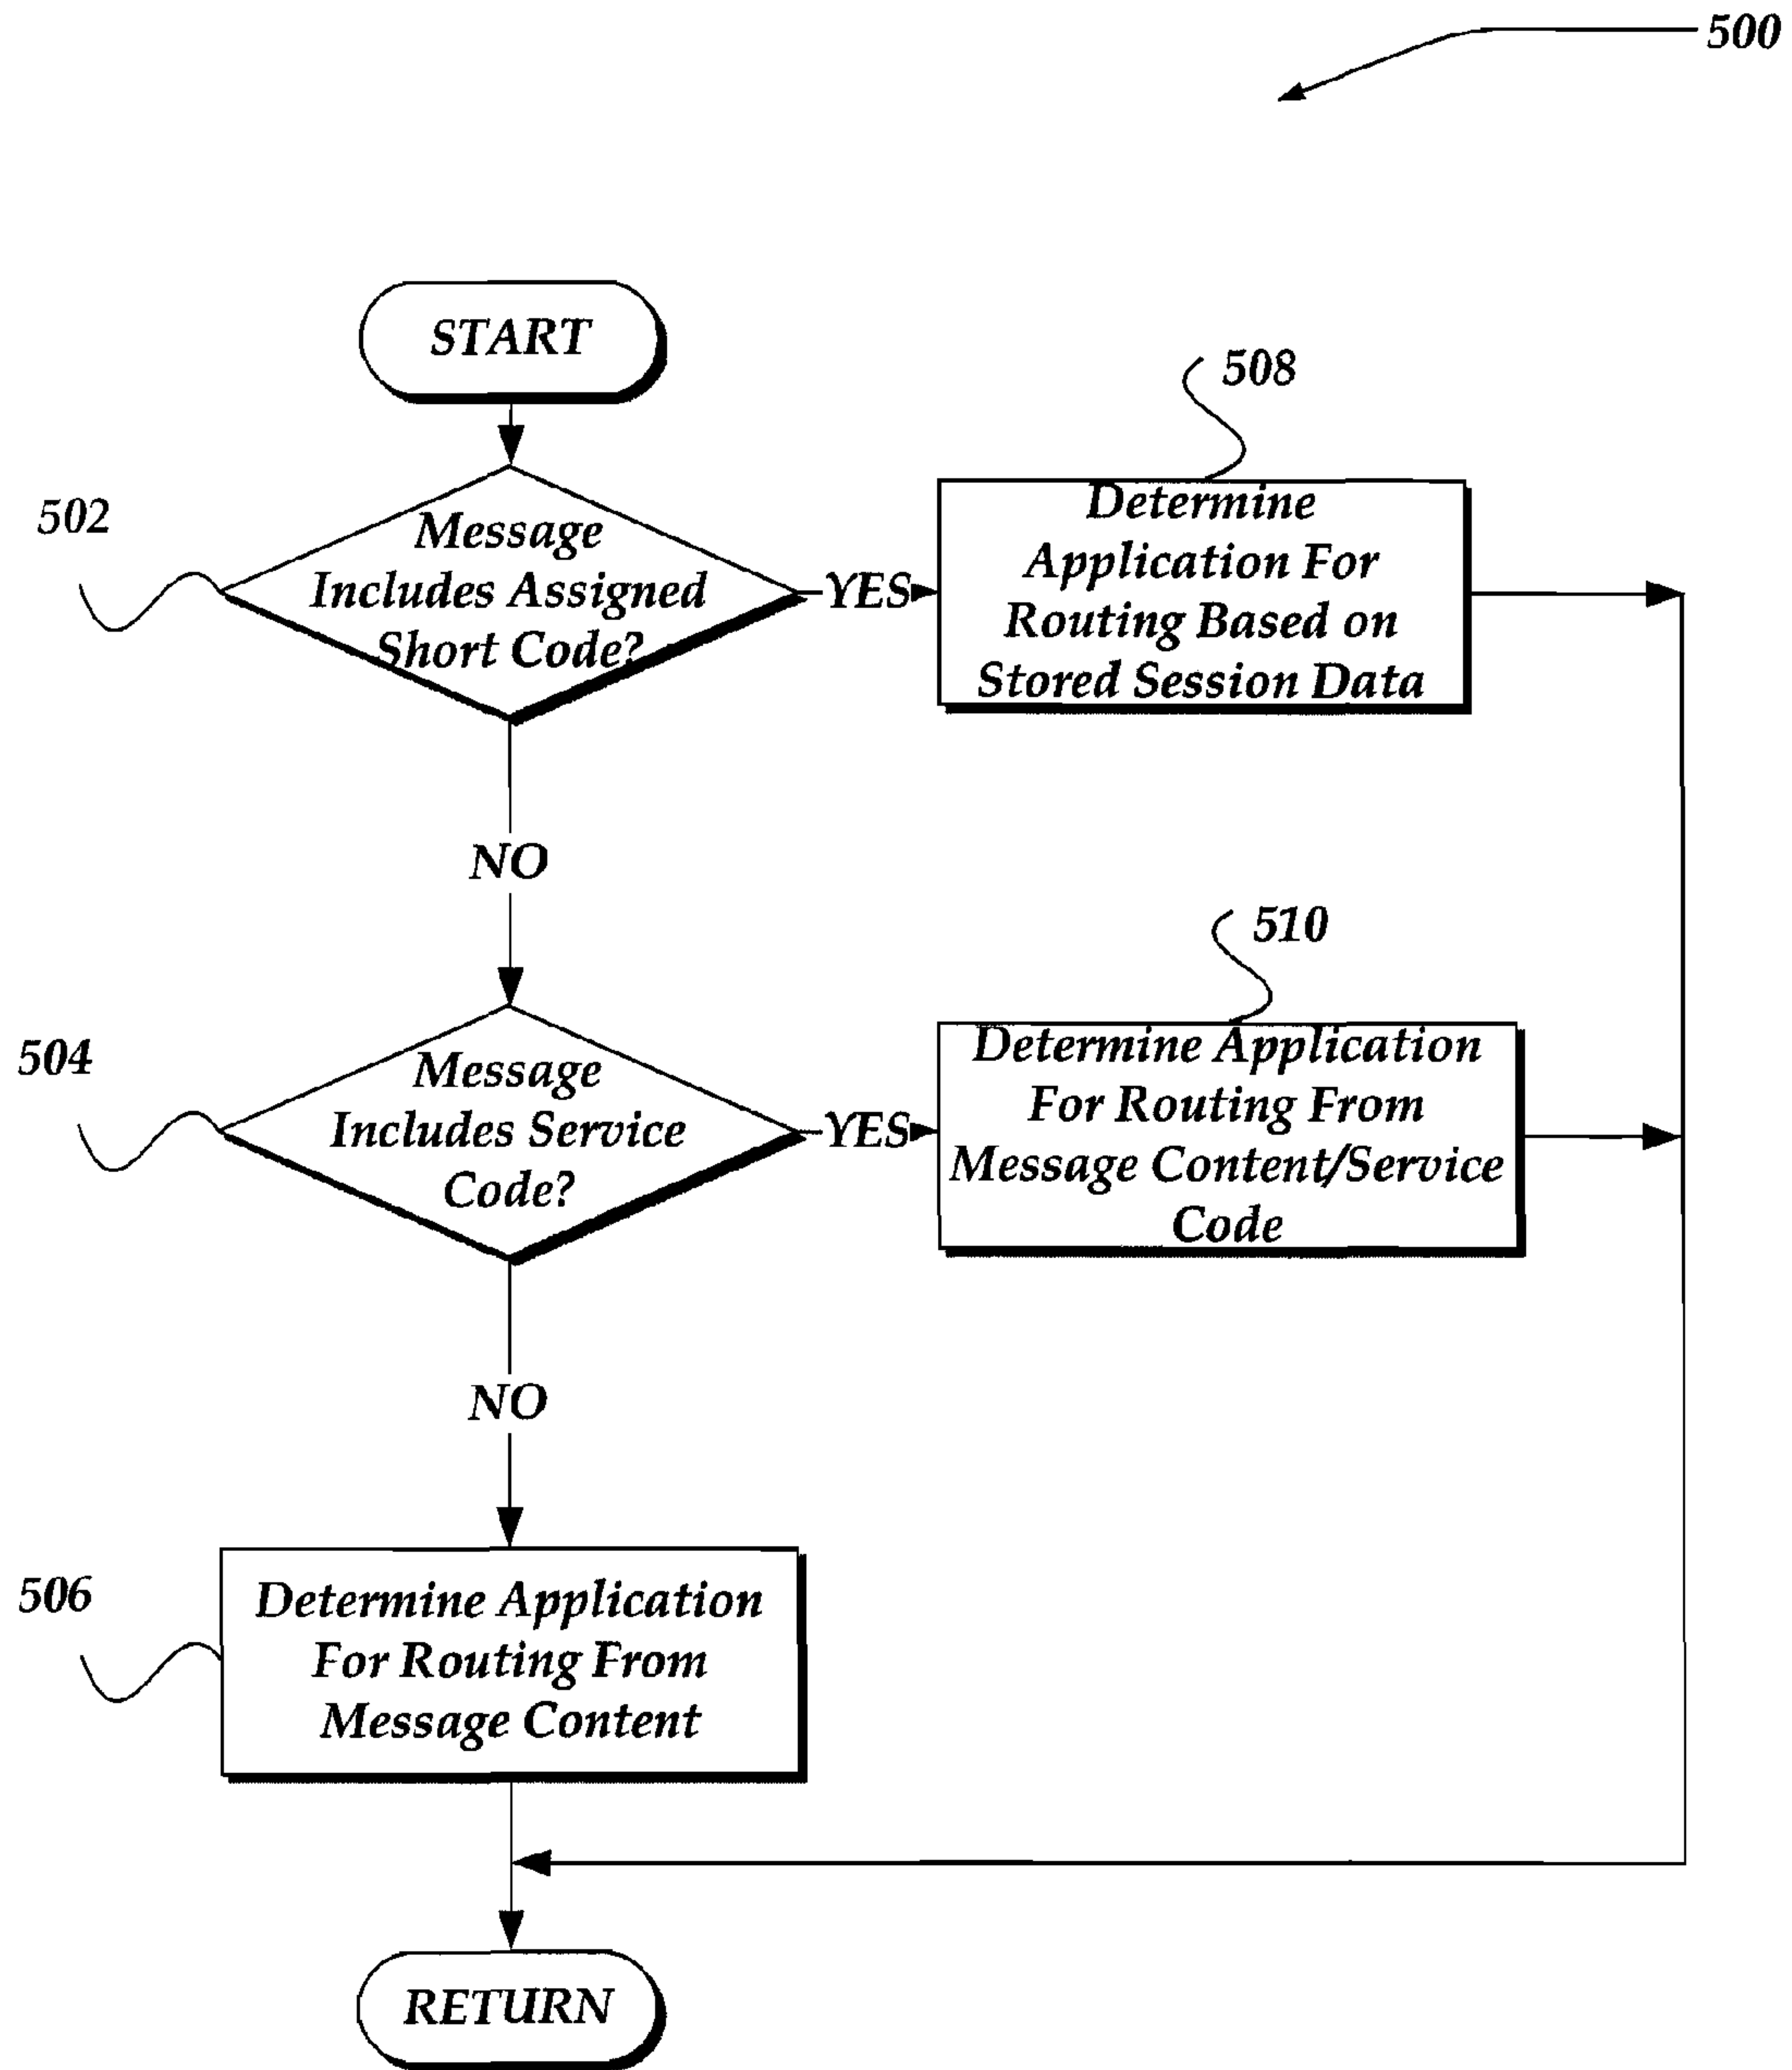 500
START
508
502
Message
Includes Assigned
Short Code?
YES
Determine
Application For
Routing Based on
Stored Session Data
NO
510
504
Message
Includes Service
Code?
YES
Determine Application
For Routing From
Message Content/Service
Code
NO
506
Determine Application
For Routing From
Message Content
RETURN